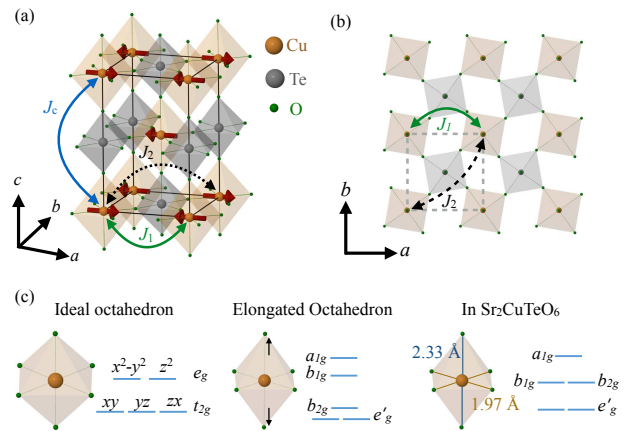 (a)
Cu
Te
O
J_c
J_2
J_1
c
b
a
(b)
J_1
J_2
b
a
(c)
Ideal octahedron
x²-y² z² e_g
xy yz zx t_2g
Elongated Octahedron
a_1g
b_1g
b_2g
e'_g
In Sr₂CuTeO₆
2.33 Å
1.97 Å
a_1g
b_1g b_2g
e'_g